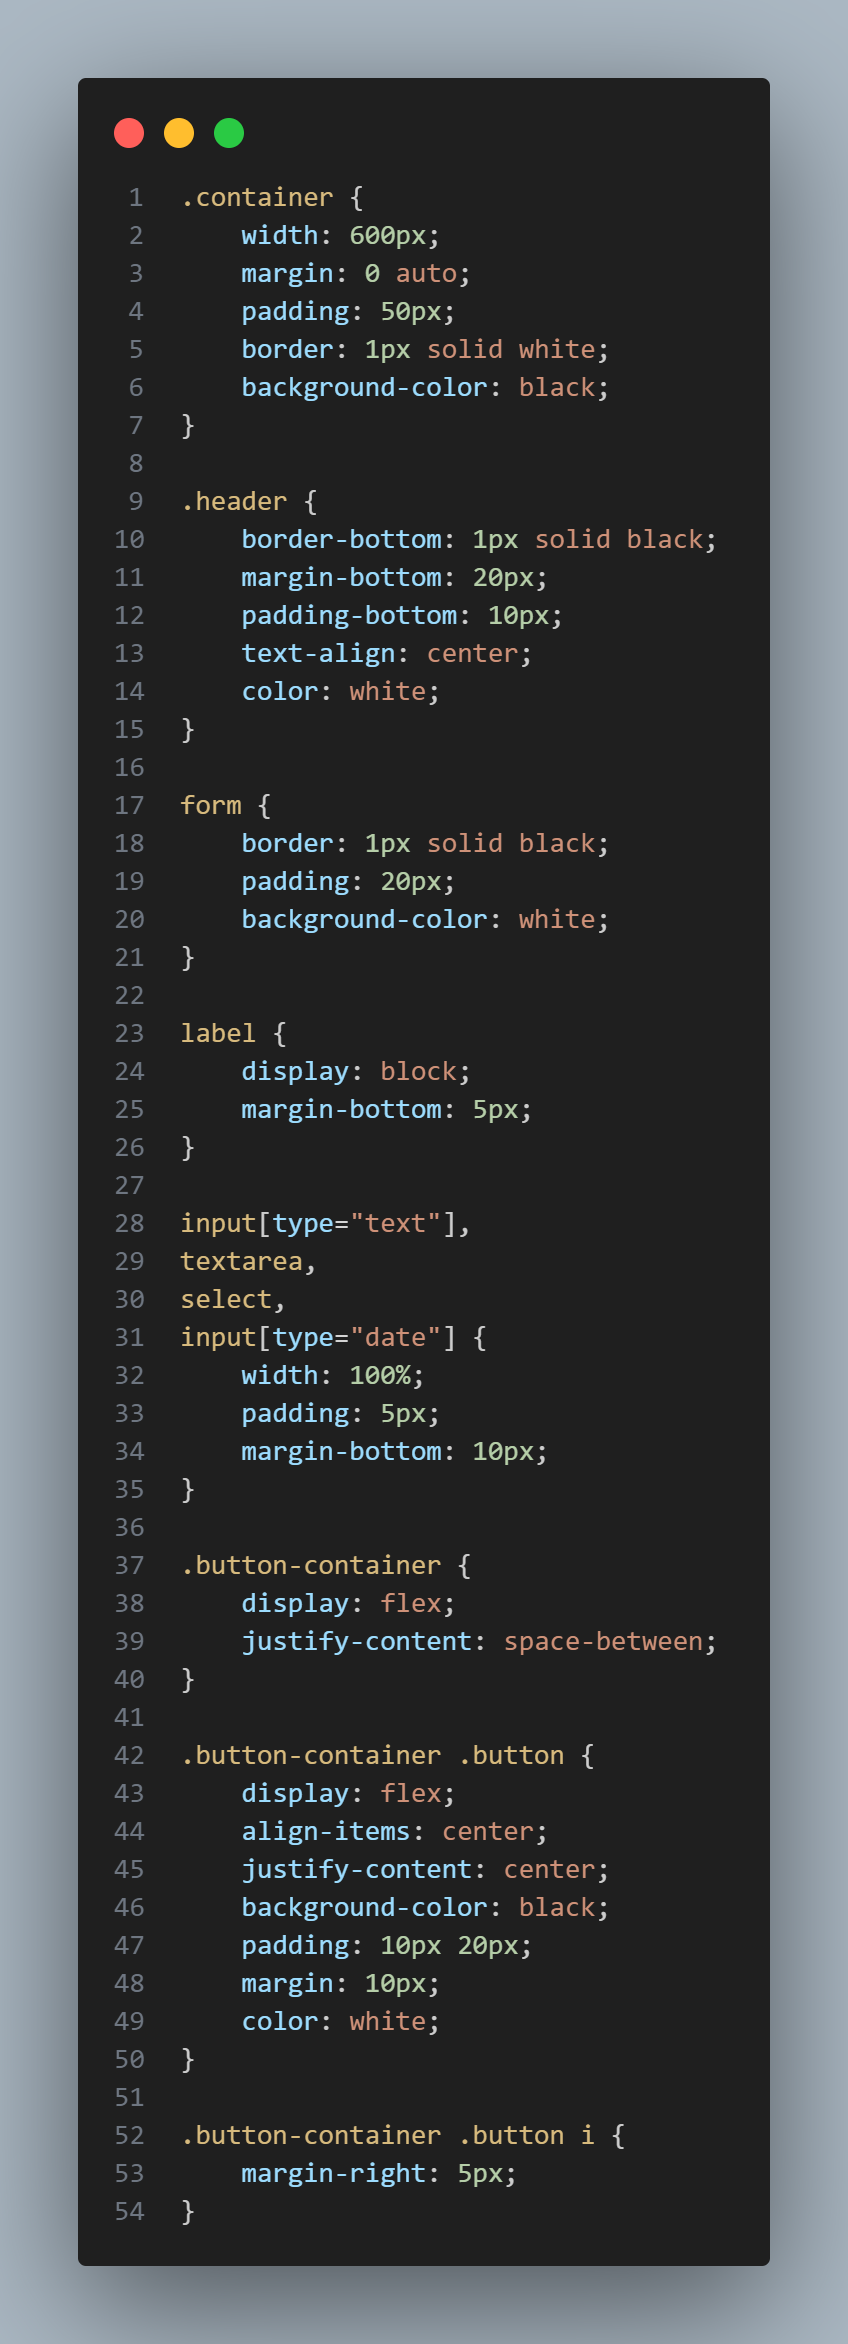 1 .container {
2     width: 600px;
3     margin: 0 auto;
4     padding: 50px;
5     border: 1px solid white;
6     background-color: black;
7 }
8
9 .header {
10     border-bottom: 1px solid black;
11     margin-bottom: 20px;
12     padding-bottom: 10px;
13     text-align: center;
14     color: white;
15 }
16
17 form {
18     border: 1px solid black;
19     padding: 20px;
20     background-color: white;
21 }
22
23 label {
24     display: block;
25     margin-bottom: 5px;
26 }
27
28 input[type="text"],
29 textarea,
30 select,
31 input[type="date"] {
32     width: 100%;
33     padding: 5px;
34     margin-bottom: 10px;
35 }
36
37 .button-container {
38     display: flex;
39     justify-content: space-between;
40 }
41
42 .button-container .button {
43     display: flex;
44     align-items: center;
45     justify-content: center;
46     background-color: black;
47     padding: 10px 20px;
48     margin: 10px;
49     color: white;
50 }
51
52 .button-container .button i {
53     margin-right: 5px;
54 }